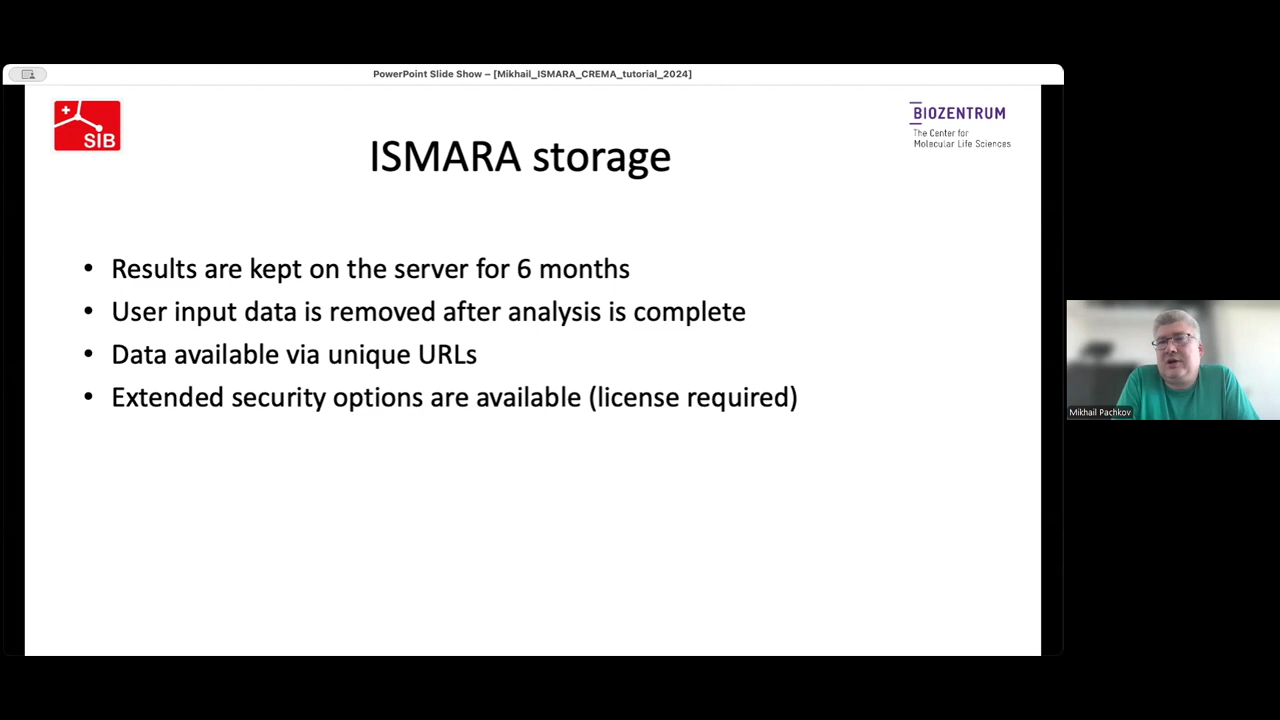 PowerPoint Slide Show – [Mikhail_ISMARA_CREMA_tutorial_2024]
SIB
BIOZENTRUM
The Center for
Molecular Life Sciences
ISMARA storage
• Results are kept on the server for 6 months
• User input data is removed after analysis is complete
• Data available via unique URLs
• Extended security options are available (license required)
Mikhail Pachkov